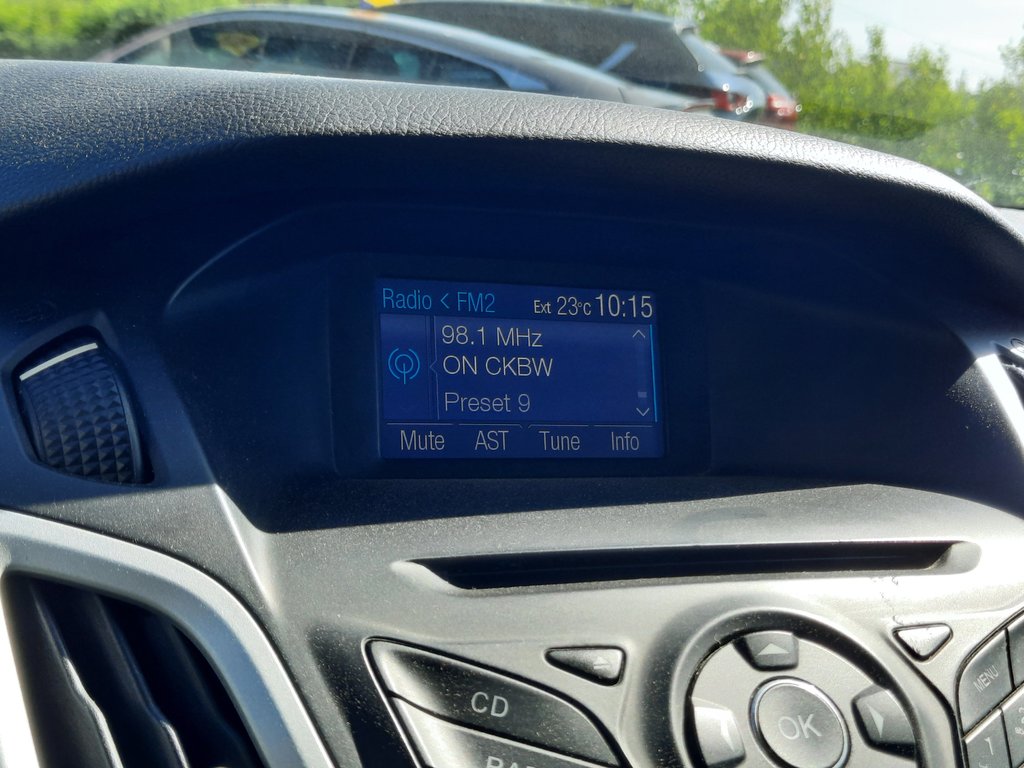 Radio < FM2 Ext 23°C 10:15
98.1 MHz
ON CKBW
Preset 9
Mute AST Tune Info
CD
OK
MENU
1